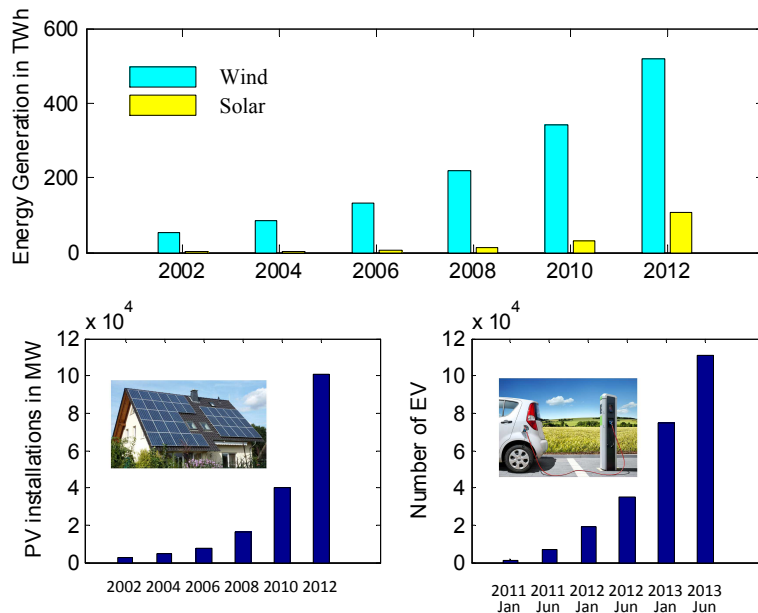 Energy Generation in TWh
600
400
200
0
Wind
Solar
2002 2004 2006 2008 2010 2012
PV installations in MW
x 10^4
12
10
8
6
4
2
0
2002 2004 2006 2008 2010 2012
Number of EV
x 10^4
12
10
8
6
4
2
0
2011 2011 2012 2012 2013 2013
Jan Jun Jan Jun Jan Jun